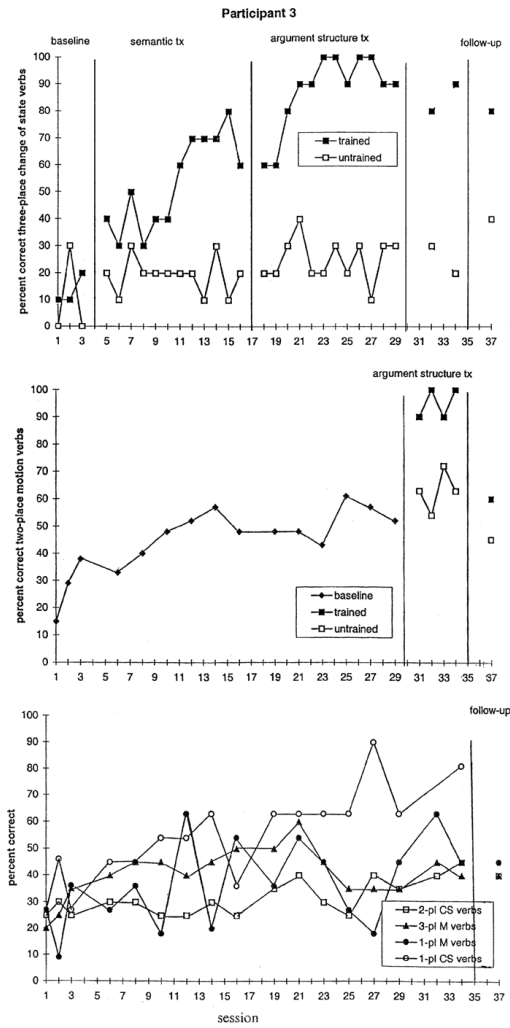 Participant 3
baseline semantic tx argument structure tx follow-up
percent correct three-place change of state verbs
100
90
80
70
60
50
40
30
20
10
0
trained
untrained
1 3 5 7 9 11 13 15 17 19 21 23 25 27 29 31 33 35 37
argument structure tx
percent correct two-place motion verbs
100
90
80
70
60
50
40
30
20
10
0
baseline
trained
untrained
1 3 5 7 9 11 13 15 17 19 21 23 25 27 29 31 33 35 37
follow-up
percent correct
100
90
80
70
60
50
40
30
20
10
0
2-pl CS verbs
3-pl M verbs
1-pl M verbs
1-pl CS verbs
1 3 5 7 9 11 13 15 17 19 21 23 25 27 29 31 33 35 37
session